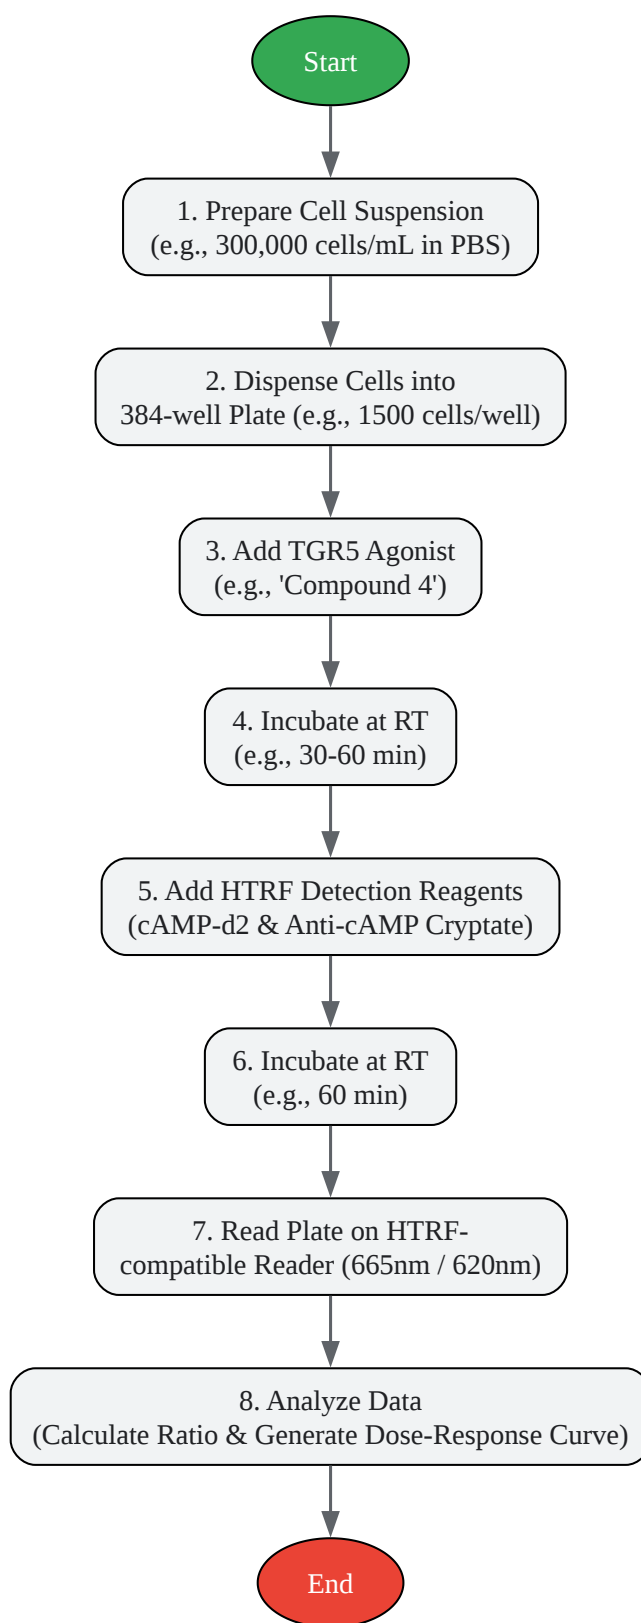 Start
1. Prepare Cell Suspension
(e.g., 300,000 cells/mL in PBS)
2. Dispense Cells into
384-well Plate (e.g., 1500 cells/well)
3. Add TGR5 Agonist
(e.g., 'Compound 4')
4. Incubate at RT
(e.g., 30-60 min)
5. Add HTRF Detection Reagents
(cAMP-d2 & Anti-cAMP Cryptate)
6. Incubate at RT
(e.g., 60 min)
7. Read Plate on HTRF-
compatible Reader (665nm / 620nm)
8. Analyze Data
(Calculate Ratio & Generate Dose-Response Curve)
End